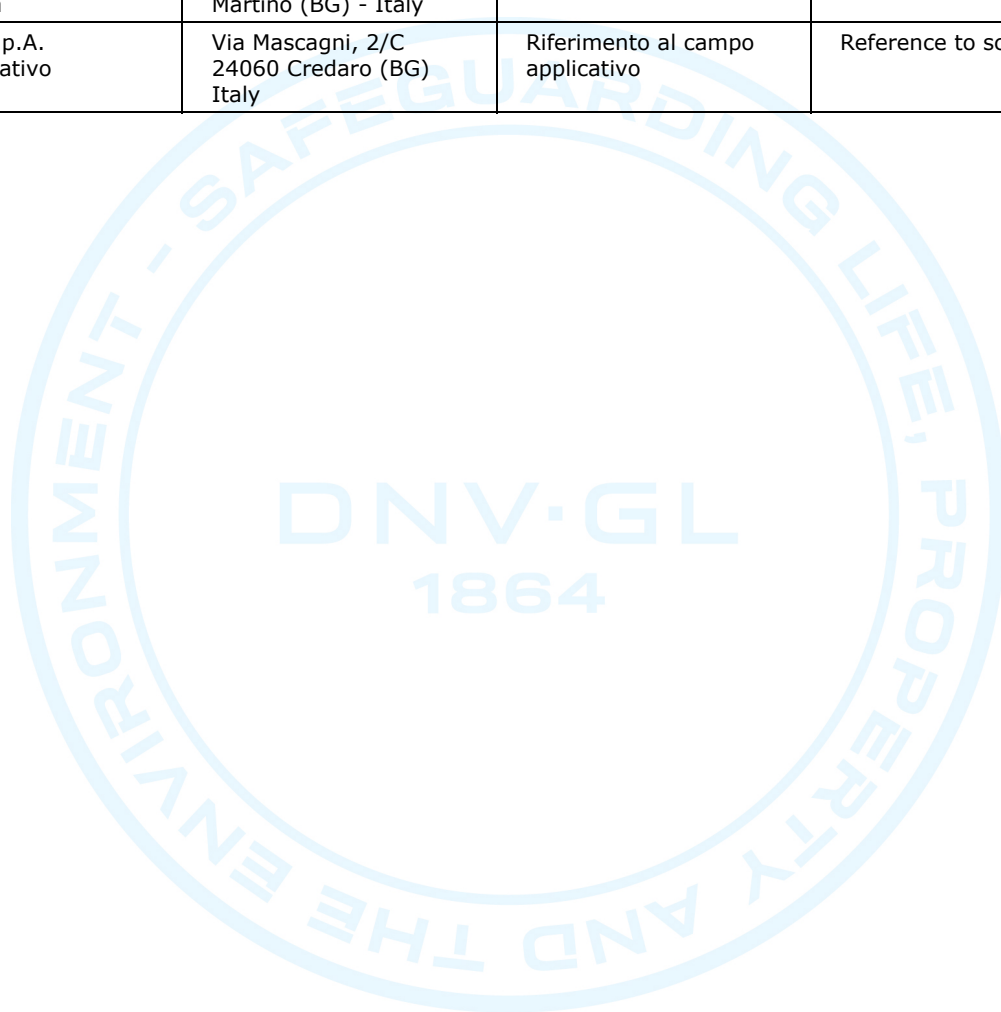 Martino (BG) - Italy
p.A.
ativo
Via Mascagni, 2/C
24060 Credaro (BG)
Italy
Riferimento al campo
applicativo
Reference to
SAFEGUARDING LIFE, PROPERTY AND THE ENVIRONMENT -
DNV·GL
1864